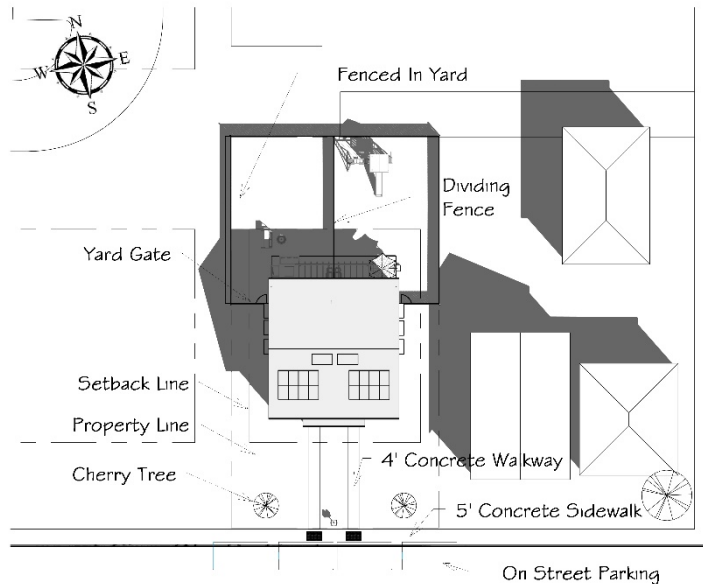 N
W E
S
Fenced In Yard
Dividing
Fence
Yard Gate
Setback Line
Property Line
4' Concrete Walkway
Cherry Tree
5' Concrete Sidewalk
On Street Parking